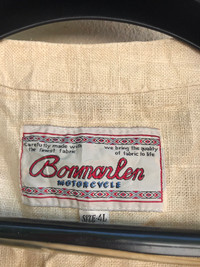 Carefully made with
the finest fabric
we bring the quality
of fabric to life
Bonmarlen
MOTORCYCLE
SIZE:4L